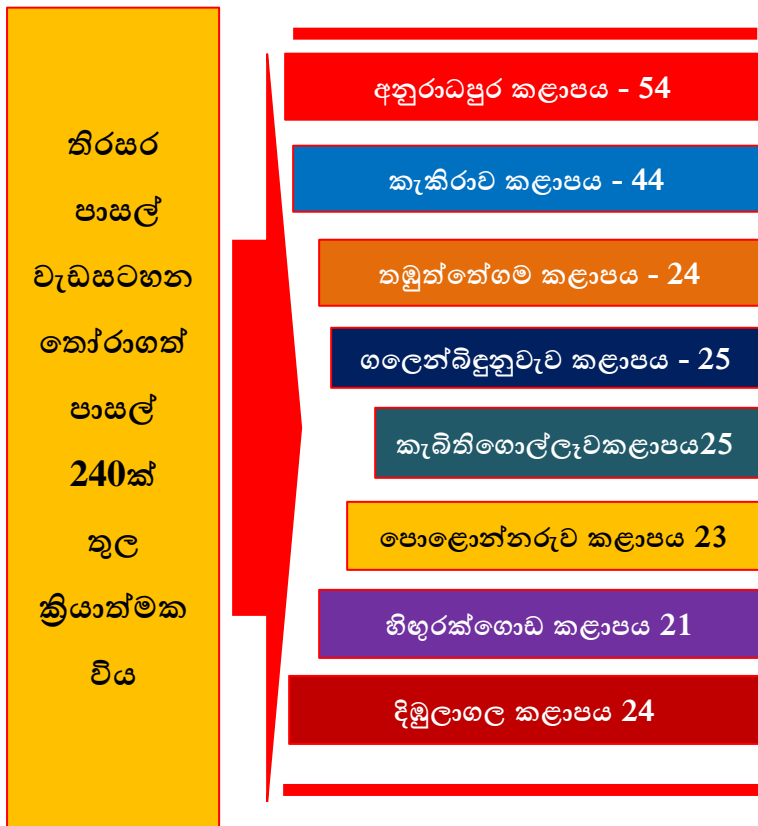 තිරසර
පාසල්
වැඩසටහන
තෝරාගත්
පාසල්
240ක්
තුල
ක්‍රියාත්මක
විය
අනුරාධපුර කළාපය - 54
කැකිරාව කළාපය - 44
තඹුත්තේගම කළාපය - 24
ගලෙන්බිඳුනුවැව කළාපය - 25
කැබිතිගොල්ලෑවකළාපය25
පොළොන්නරුව කළාපය 23
හිඟුරක්ගොඩ කළාපය 21
දිඹුලාගල කළාපය 24